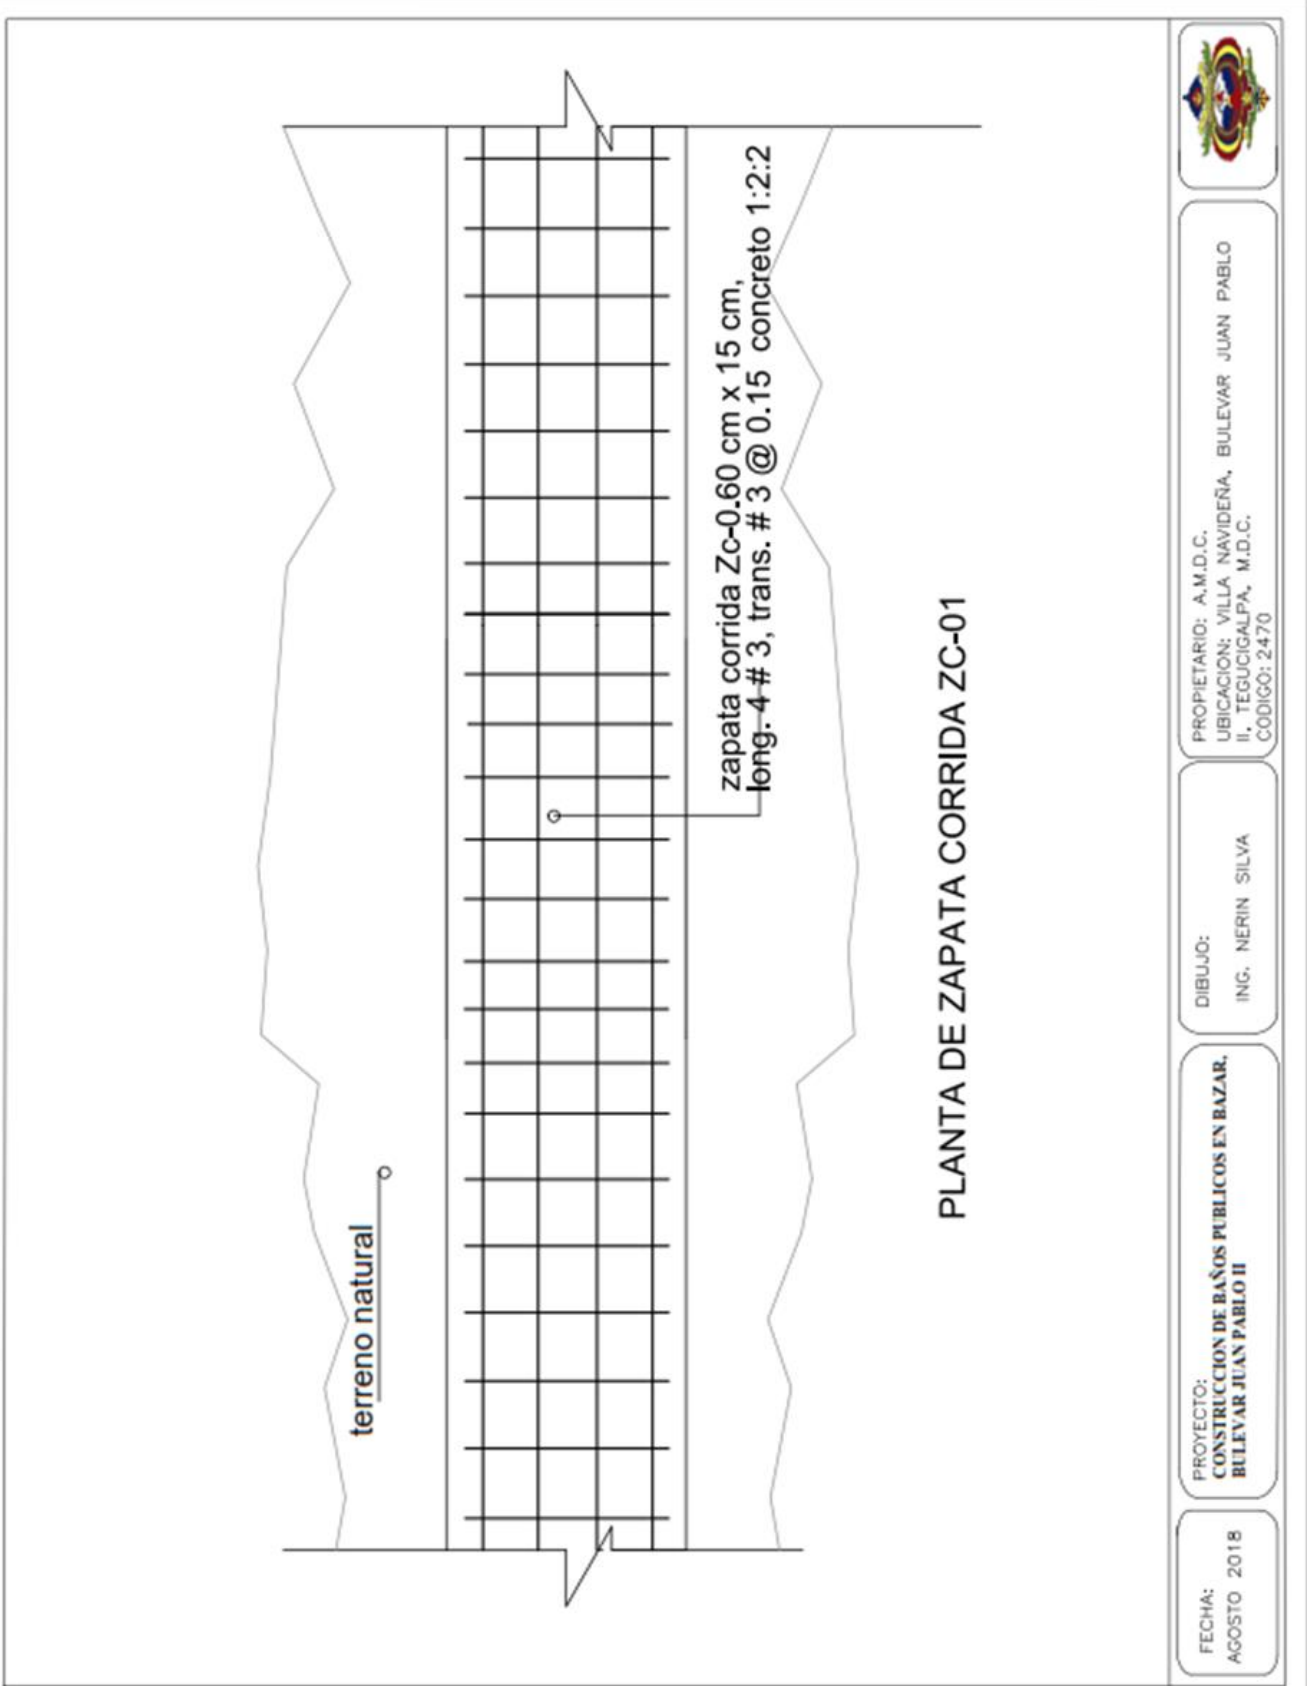 terreno natural
zapata corrida Zc-0.60 cm x 15 cm,
long. 4 # 3, trans. # 3 @ 0.15 concreto 1:2:2
PLANTA DE ZAPATA CORRIDA ZC-01
FECHA:
AGOSTO 2018
PROYECTO:
CONSTRUCCION DE BAÑOS PUBLICOS EN BAZAR,
BULEVAR JUAN PABLO II
DIBUJO:
ING. NERIN SILVA
PROPIETARIO: A.M.D.C.
UBICACION: VILLA NAVIDEÑA, BULEVAR JUAN PABLO
II, TEGUCIGALPA, M.D.C.
CODIGO: 2470